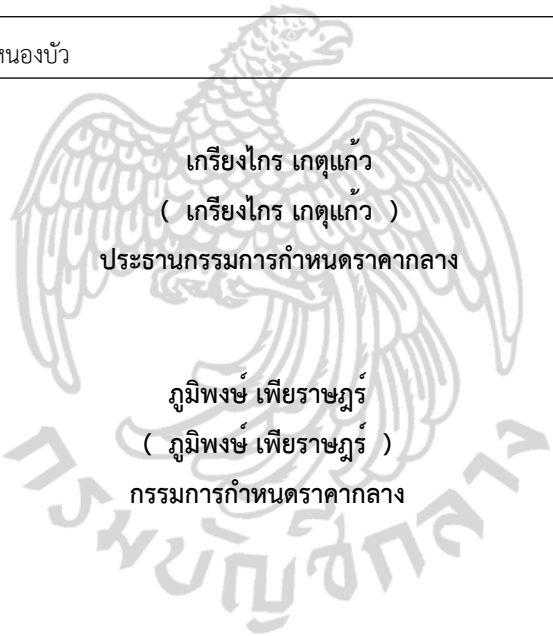 หนองบัว
เกรียงไกร เกตุแก้ว
( เกรียงไกร เกตุแก้ว )
ประธานกรรมการกำหนดราคากลาง
ภูมิพงษ์ เพียราษฎร์
( ภูมิพงษ์ เพียราษฎร์ )
กรรมการกำหนดราคากลาง
กรมบัญชีกลาง